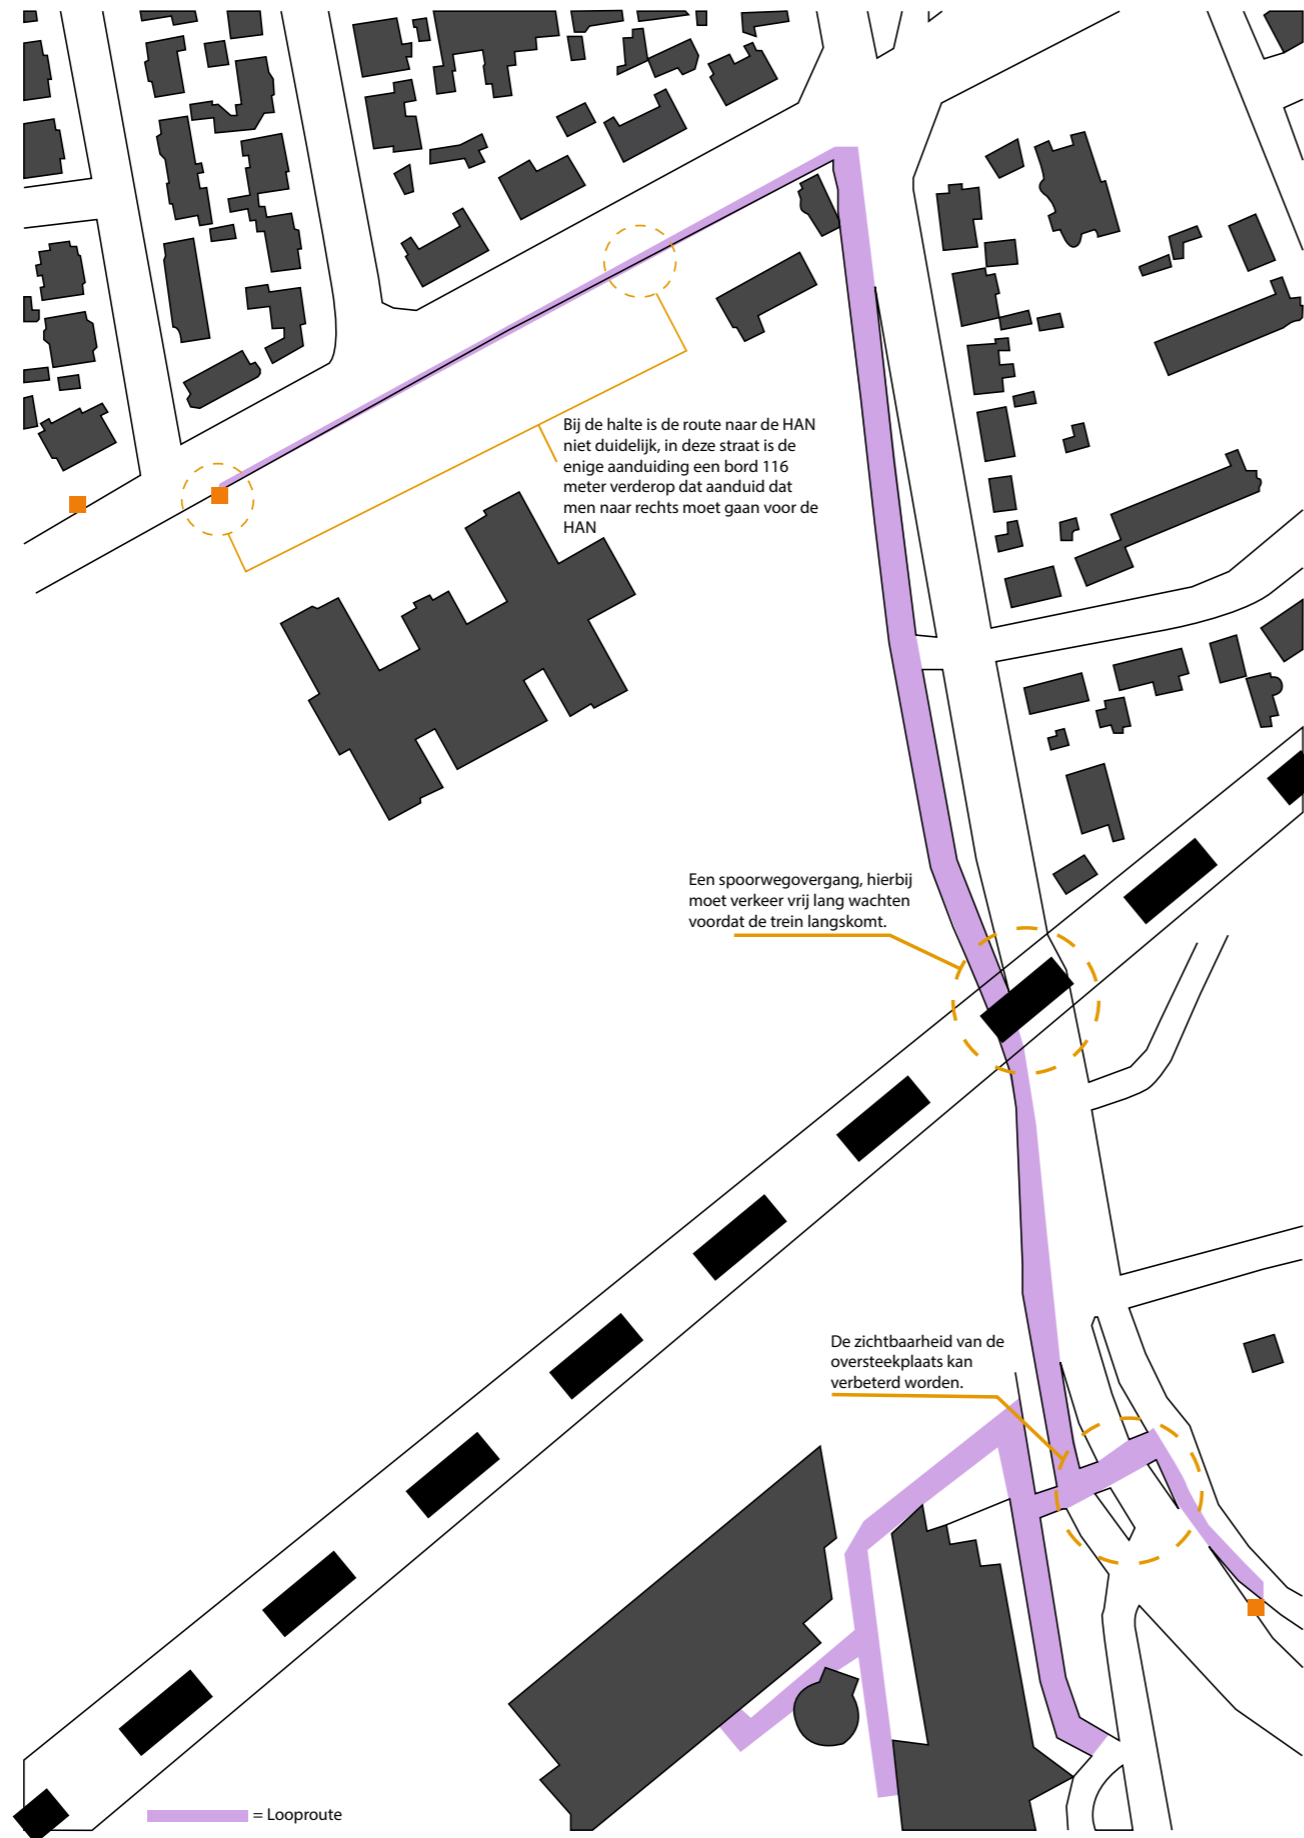 Bij de halte is de route naar de HAN
niet duidelijk, in deze straat is de
enige aanduiding een bord 116
meter verderop dat aanduid dat
men naar rechts moet gaan voor de
HAN
Een spoorwegovergang, hierbij
moet verkeer vrij lang wachten
voordat de trein langskomt.
De zichtbaarheid van de
oversteekplaats kan
verbeterd worden.
= Looproute